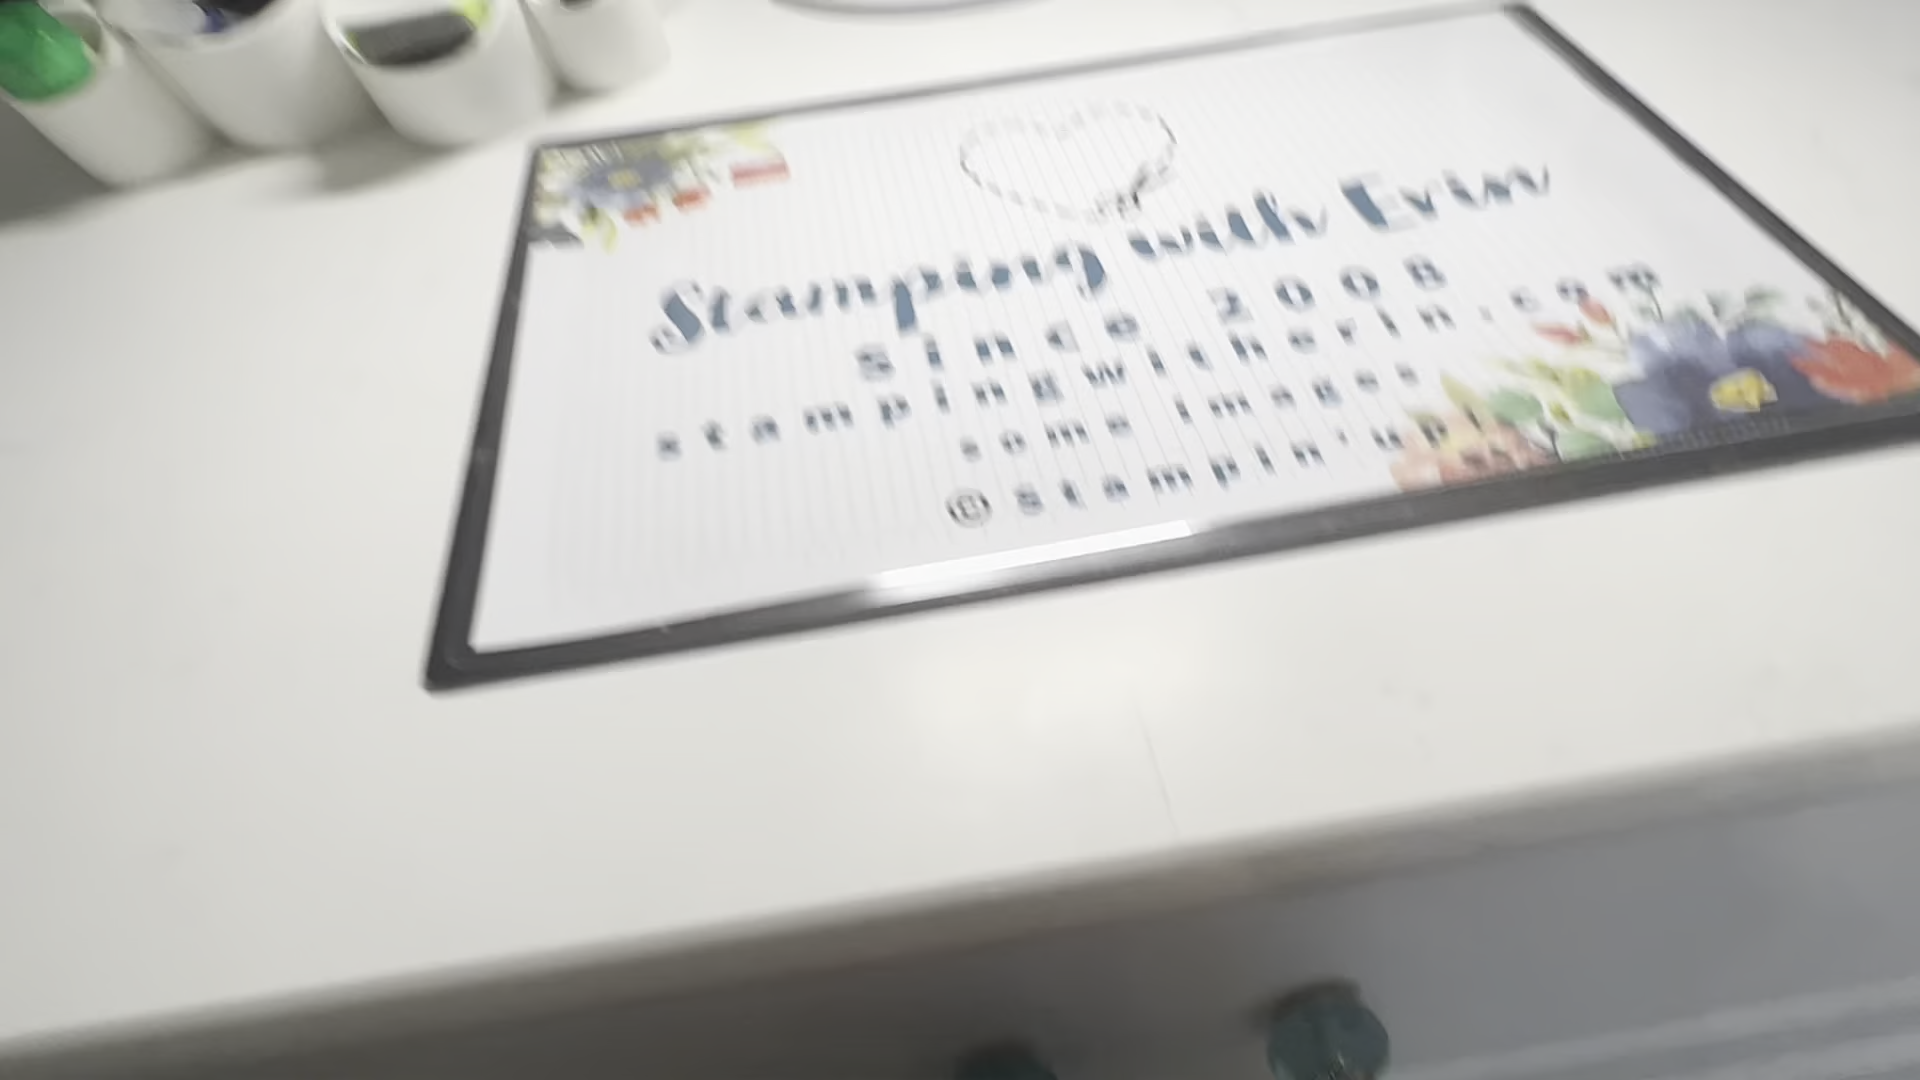 Stamping with Erin
since 2008
stampingwitherin.com
some images
©stampin'up!